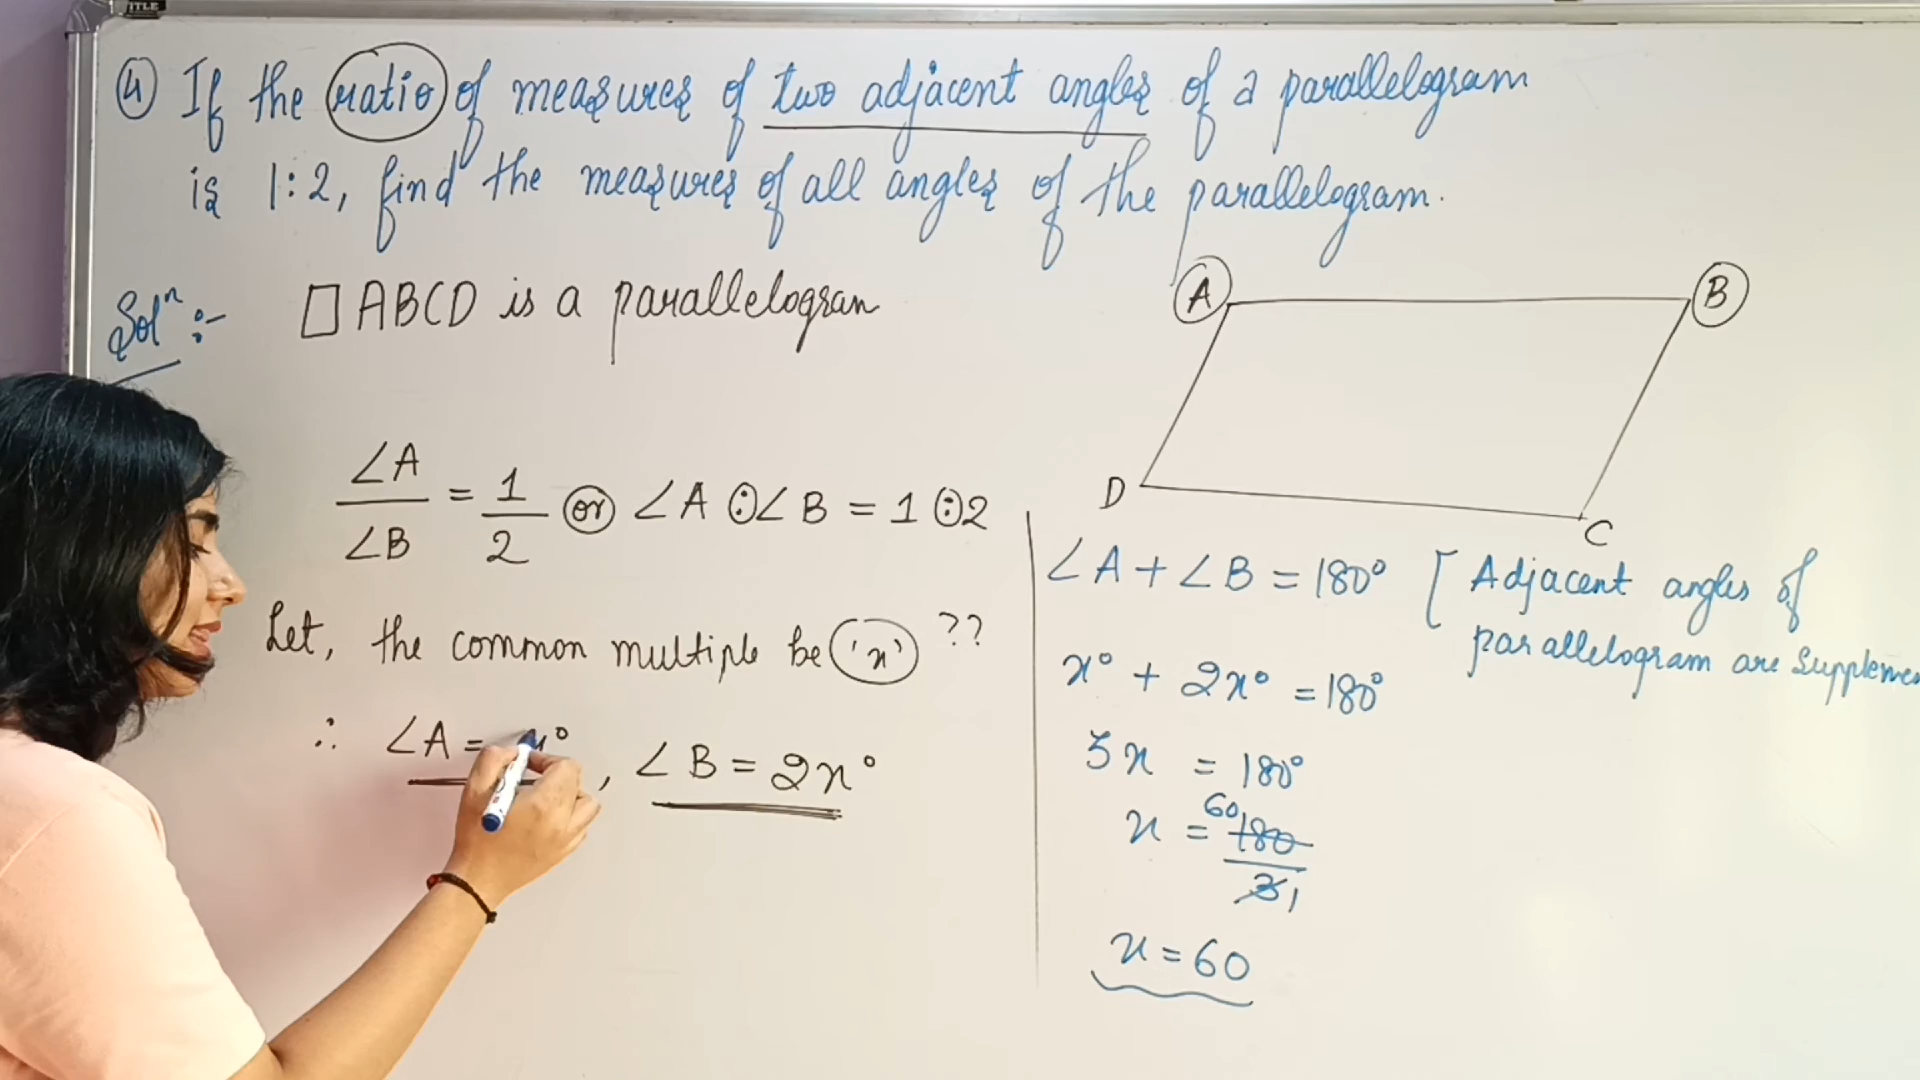 ④ If the ratio of measures of two adjacent angles of a parallelogram
is 1:2, find the measures of all angles of the parallelogram.
Solⁿ :-
□ ABCD is a parallelogram
∠A/∠B = 1/2 or ∠A : ∠B = 1 : 2
Let, the common multiple be 'x' ??
∴ ∠A = x°, ∠B = 2x°
A B
D C
∠A + ∠B = 180° [Adjacent angles of
parallelogram are Supplemen
x° + 2x° = 180°
3x = 180°
x = 180/3
60
1
x = 60